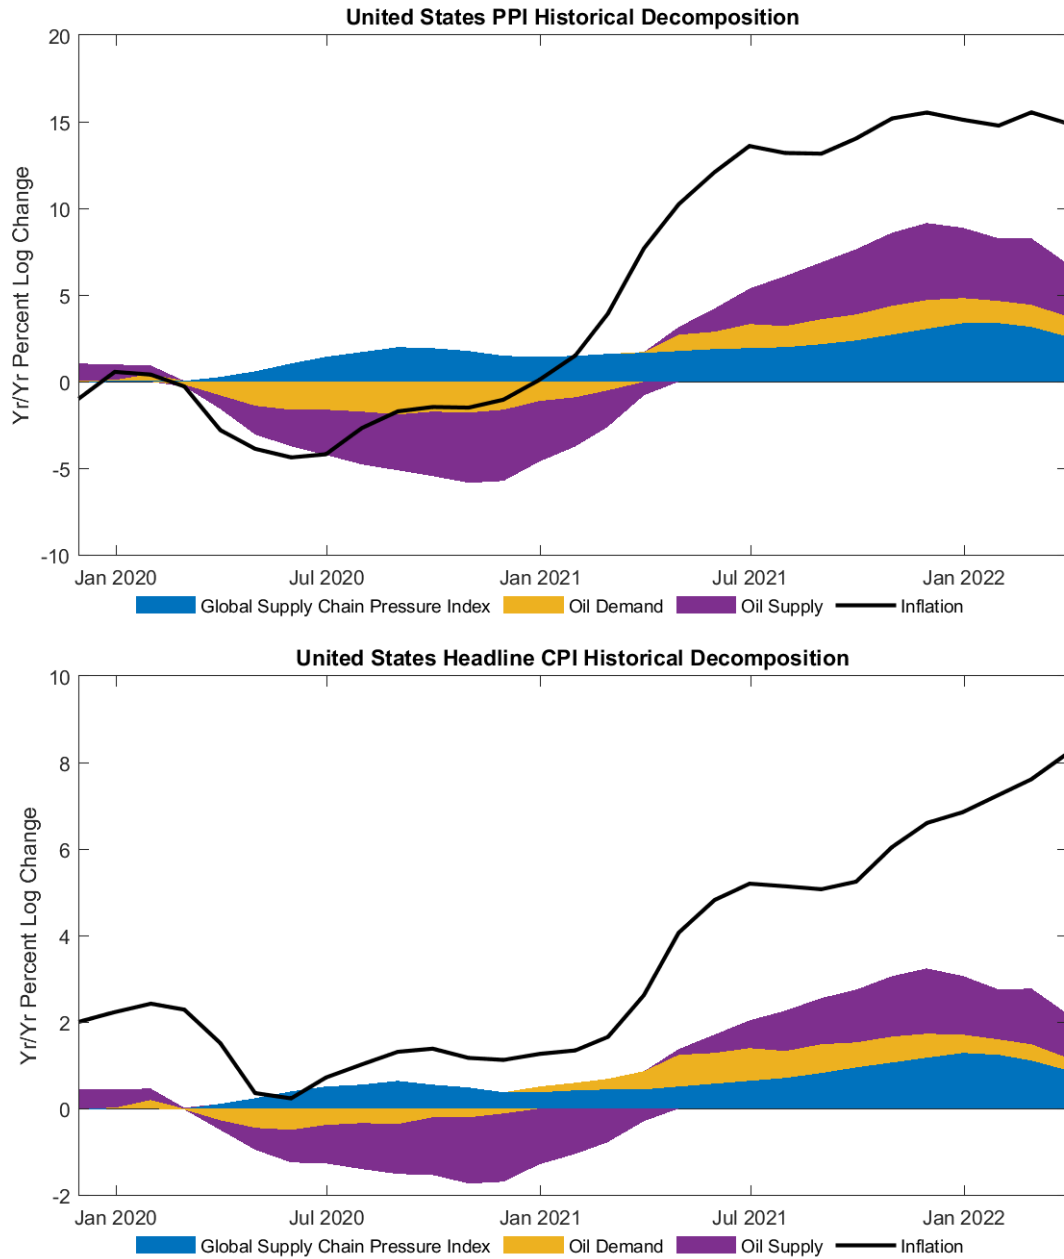 United States PPI Historical Decomposition
Yr/Yr Percent Log Change
20
15
10
5
0
-5
-10
Jan 2020 Jul 2020 Jan 2021 Jul 2021 Jan 2022
Global Supply Chain Pressure Index Oil Demand Oil Supply Inflation
United States Headline CPI Historical Decomposition
Yr/Yr Percent Log Change
10
8
6
4
2
0
-2
Jan 2020 Jul 2020 Jan 2021 Jul 2021 Jan 2022
Global Supply Chain Pressure Index Oil Demand Oil Supply Inflation